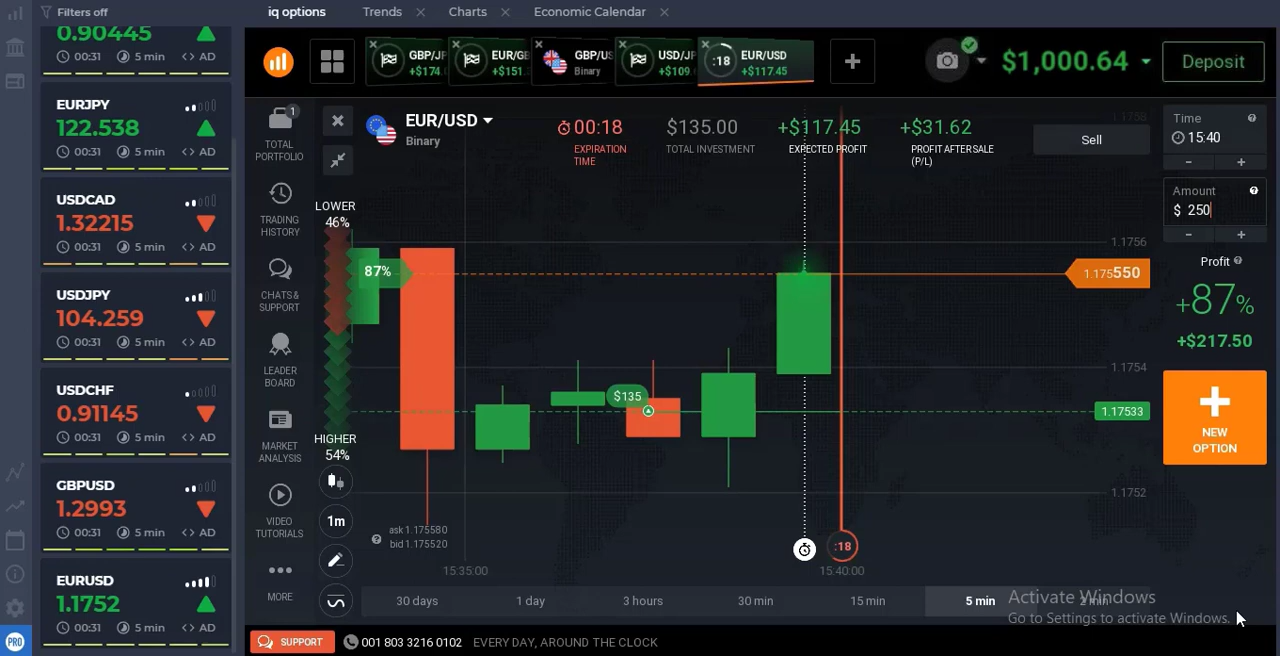 Filters off
iq options
Trends
Charts
Economic Calendar
0.90445
00:31 5 min <> AD
EURJPY
122.538
00:31 5 min <> AD
USDCAD
1.32215
00:31 5 min <> AD
USDJPY
104.259
00:31 5 min <> AD
USDCHF
0.91145
00:31 5 min <> AD
GBPUSD
1.2993
00:31 5 min <> AD
EURUSD
1.1752
00:31 5 min <> AD
PRO
GBP/JP
+$174.
EUR/GB
+$151.
GBP/US
Binary
USD/JP
+$109
:18
EUR/USD
+$117.45
$1,000.64
Deposit
1
TOTAL
PORTFOLIO
TRADING
HISTORY
CHATS &
SUPPORT
LEADER
BOARD
MARKET
ANALYSIS
VIDEO
TUTORIALS
MORE
EUR/USD
Binary
00:18
EXPIRATION
TIME
$135.00
TOTAL INVESTMENT
+$117.45
EXPECTED PROFIT
+$31.62
PROFIT AFTER SALE
(P/L)
Sell
LOWER
46%
87%
HIGHER
54%
1m
$135
1.1758
1.1756
1.175550
1.1754
1.17533
1.1752
ask 1.175580
bid 1.175520
15:35:00
:18
15:40:00
30 days
1 day
3 hours
30 min
15 min
5 min
2 min
Time
15:40
- +
Amount
$ 250
- +
Profit
+87%
+$217.50
NEW
OPTION
Activate Windows
Go to Settings to activate Windows.
SUPPORT
001 803 3216 0102
EVERY DAY, AROUND THE CLOCK